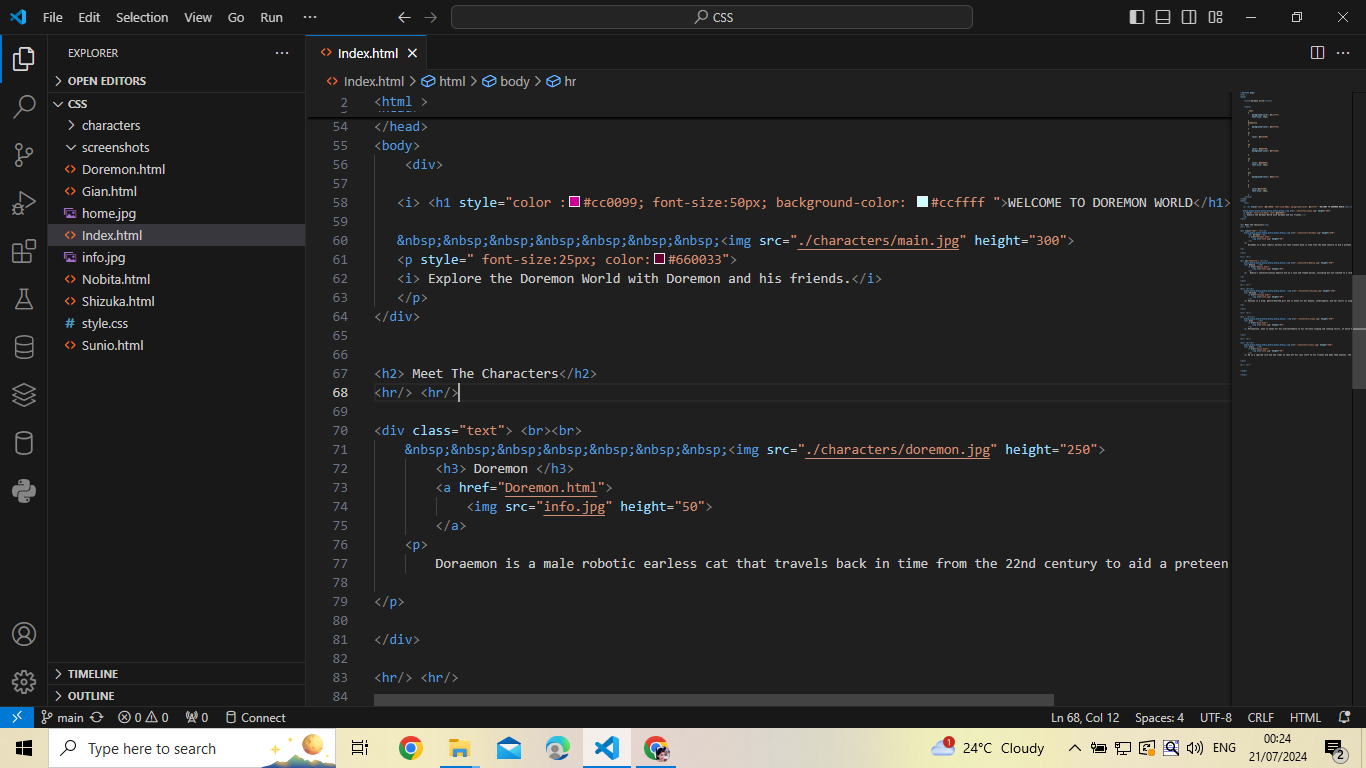 File Edit Selection View Go Run ··· CSS
EXPLORER ···
OPEN EDITORS
CSS
characters
screenshots
Doremon.html
Gian.html
home.jpg
Index.html
info.jpg
Nobita.html
Shizuka.html
style.css
Sunio.html
TIMELINE
OUTLINE
Index.html
Index.html > html > body > hr
2 <html >
54 </head>
55 <body>
56 <div>
57
58 <i> <h1 style="color :#cc0099; font-size:50px; background-color: #ccffff ">WELCOME TO DOREMON WORLD</h1>
59
60 &nbsp;&nbsp;&nbsp;&nbsp;&nbsp;&nbsp;&nbsp;<img src="./characters/main.jpg" height="300">
61 <p style=" font-size:25px; color:#660033">
62 <i> Explore the Doremon World with Doremon and his friends.</i>
63 </p>
64 </div>
65
66
67 <h2> Meet The Characters</h2>
68 <hr/> <hr/>
69
70 <div class="text"> <br><br>
71 &nbsp;&nbsp;&nbsp;&nbsp;&nbsp;&nbsp;&nbsp;<img src="./characters/doremon.jpg" height="250">
72 <h3> Doremon </h3>
73 <a href="Doremon.html">
74 <img src="info.jpg" height="50">
75 </a>
76 <p>
77 Doraemon is a male robotic earless cat that travels back in time from the 22nd century to aid a preteen
78
79 </p>
80
81 </div>
82
83 <hr/> <hr/>
84
main 0 0 0 Connect Ln 68, Col 12 Spaces: 4 UTF-8 CRLF HTML
Type here to search 1 24°C Cloudy ENG 00:24
21/07/2024 2